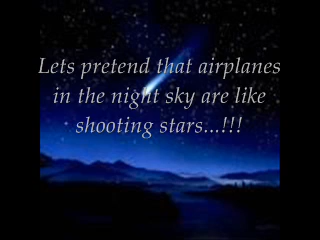 Lets pretend that airplanes
in the night sky are like
shooting stars...!!!